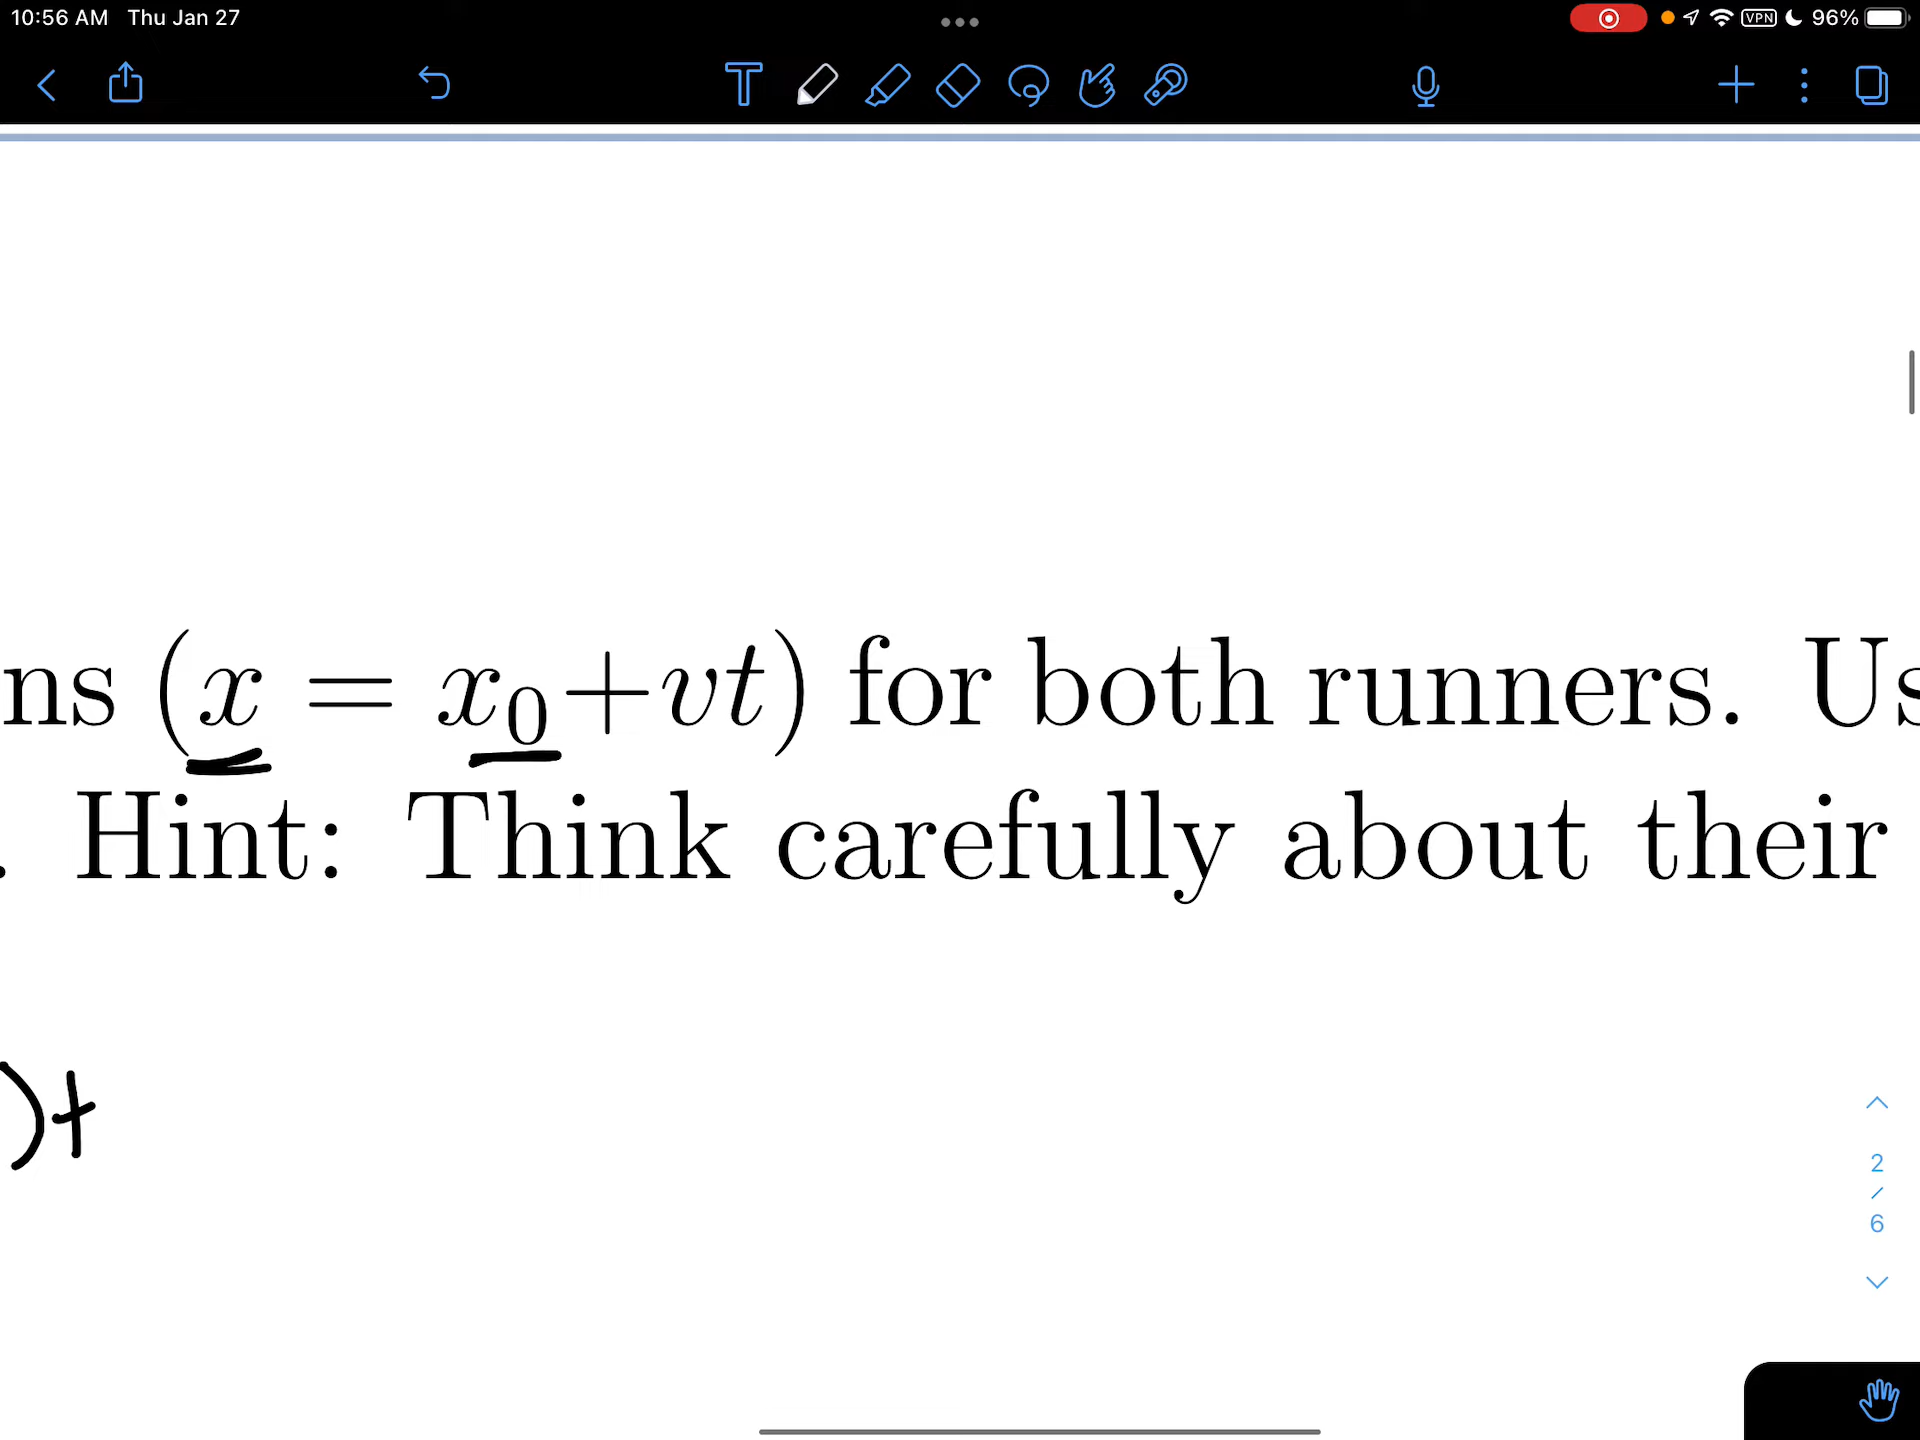 10:56 AM Thu Jan 27
VPN 96%
T
ns (x = x₀+vt) for both runners. Us
. Hint: Think carefully about their
)t
2
/
6